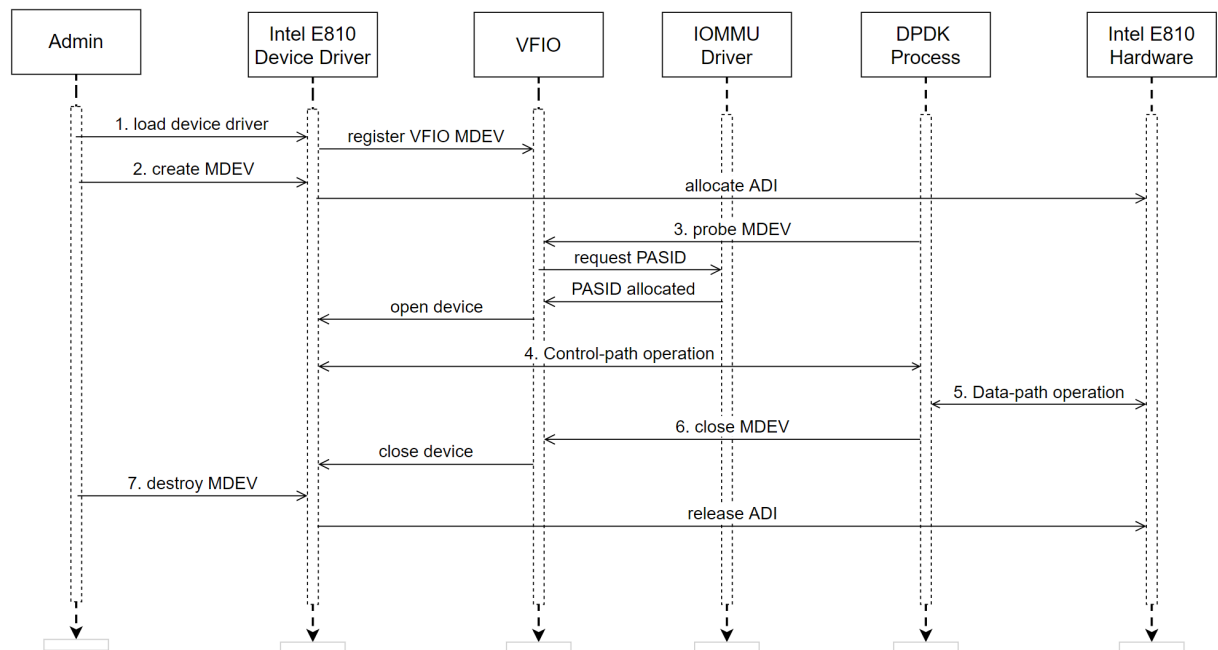 Admin
Intel E810
Device Driver
VFIO
IOMMU
Driver
DPDK
Process
Intel E810
Hardware
1. load device driver
register VFIO MDEV
2. create MDEV
allocate ADI
3. probe MDEV
request PASID
PASID allocated
open device
4. Control-path operation
5. Data-path operation
6. close MDEV
close device
7. destroy MDEV
release ADI